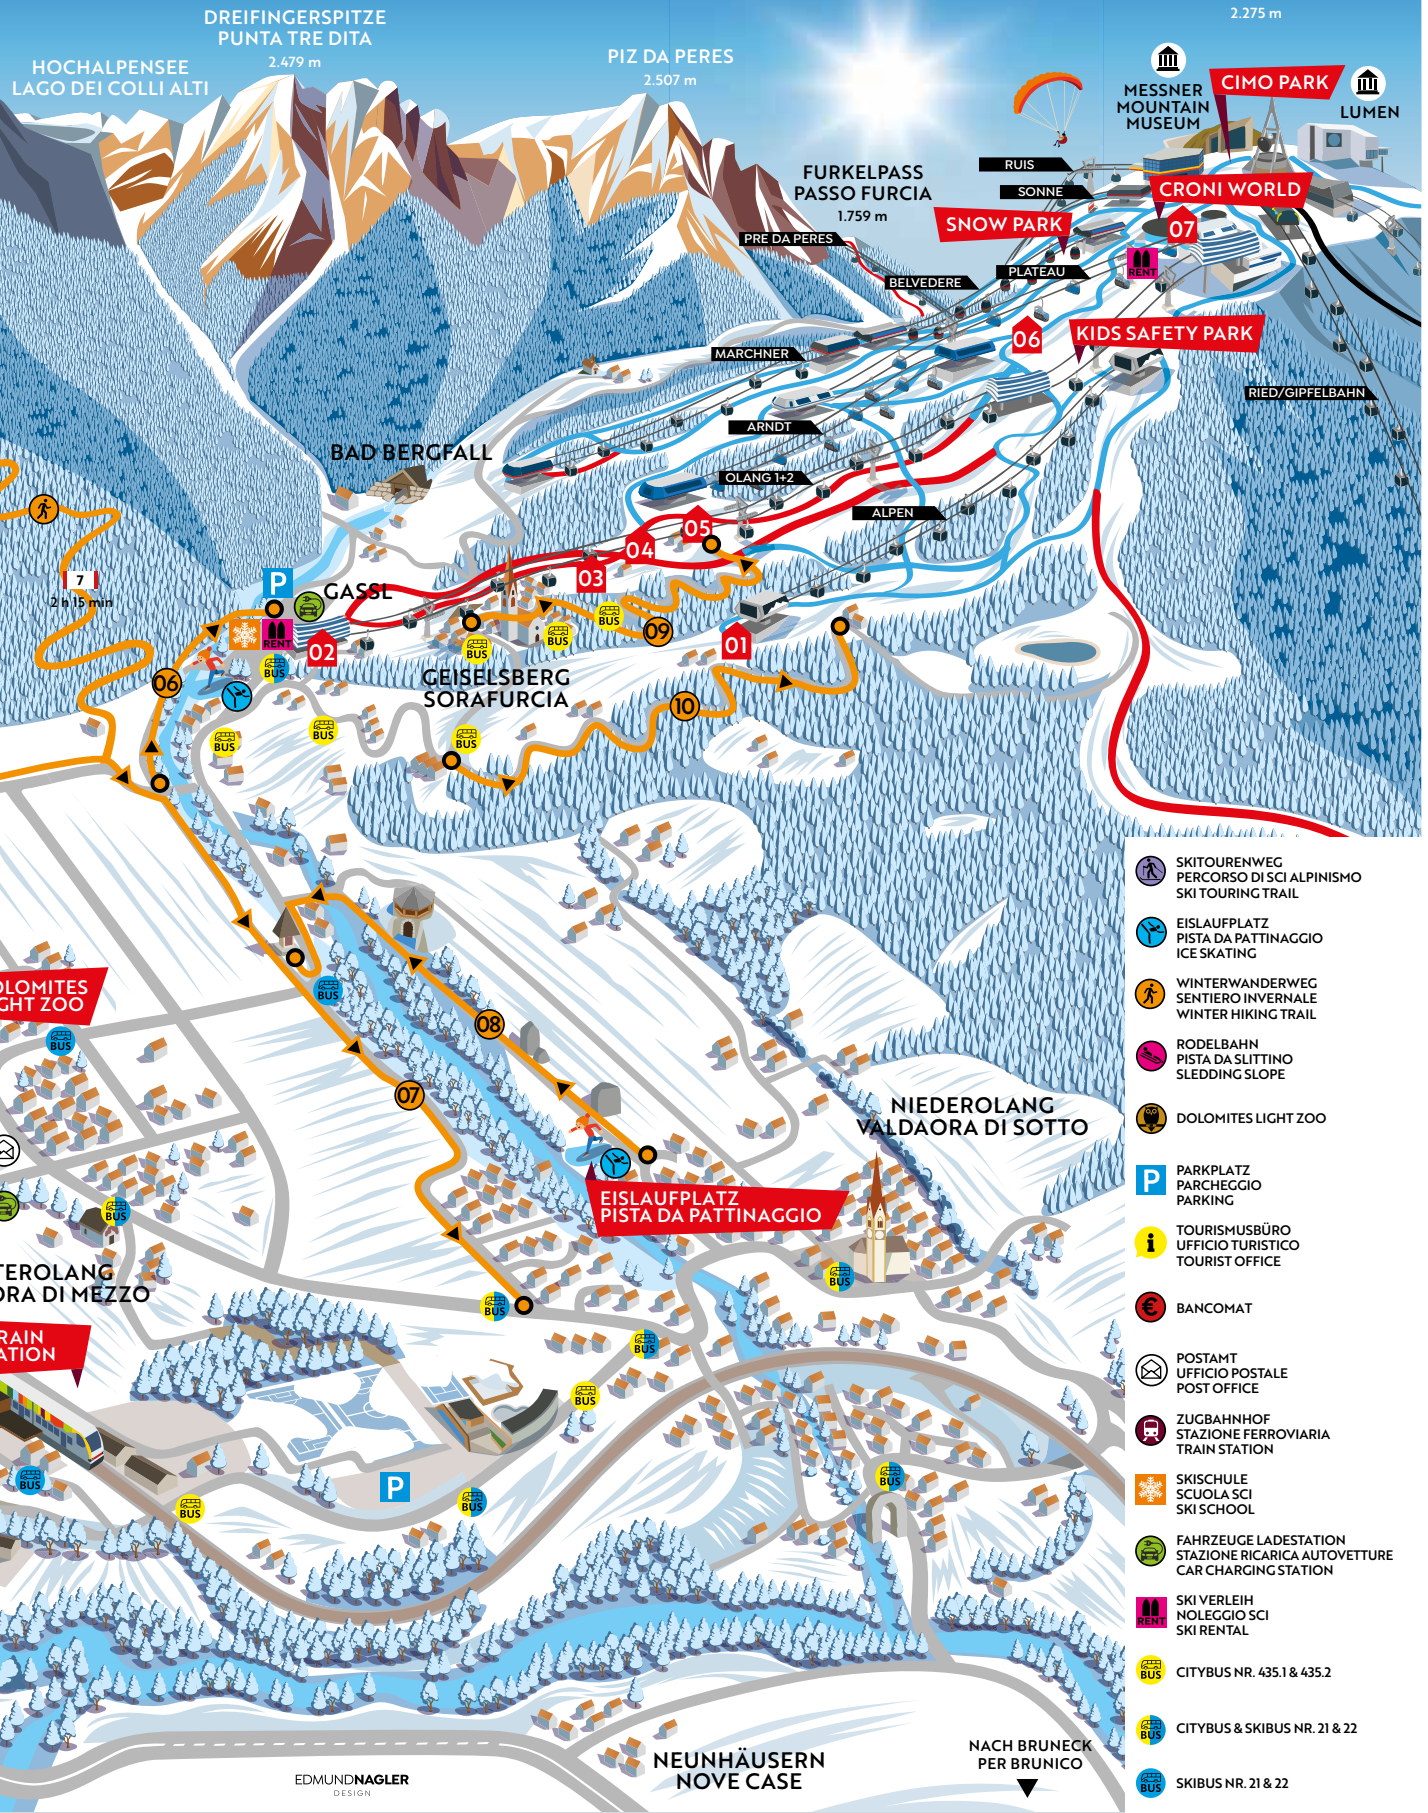 DREIFINGERSPITZE
PUNTA TRE DITA
2.479 m
HOCHALPENSEE
LAGO DEI COLLI ALTI
PIZ DA PERES
2.507 m
2.275 m
MESSNER
MOUNTAIN
MUSEUM
CIMO PARK
LUMEN
FURKELPASS
PASSO FURCIA
1.759 m
RUIS
SONNE
CRONI WORLD
SNOW PARK
07
PRE DA PERES
RENT
PLATEAU
BELVEDERE
06
KIDS SAFETY PARK
MARCHNER
RIED/GIPFELBAHN
ARNDT
BAD BERGFALL
OLANG 1+2
ALPEN
05
04
03
7
2 h 15 min
P
GASSL
RENT
02
BUS
BUS
BUS
BUS
09
01
GEISELSBERG
SORAFURCIA
06
10
BUS
BUS
BUS
BUS
08
07
OLOMITES
GHT ZOO
BUS
NIEDEROLANG
VALDAORA DI SOTTO
EISLAUFPLATZ
PISTA DA PATTINAGGIO
BUS
TEROLANG
ORA DI MEZZO
BUS
BUS
BUS
RAIN
ATION
BUS
P
BUS
BUS
BUS
BUS
NEUNHÄUSERN
NOVE CASE
NACH BRUNECK
PER BRUNICO
EDMUNDNAGLER
DESIGN
SKITOURENWEG
PERCORSO DI SCI ALPINISMO
SKI TOURING TRAIL
EISLAUFPLATZ
PISTA DA PATTINAGGIO
ICE SKATING
WINTERWANDERWEG
SENTIERO INVERNALE
WINTER HIKING TRAIL
RODELBAHN
PISTA DA SLITTINO
SLEDDING SLOPE
DOLOMITES LIGHT ZOO
P
PARKPLATZ
PARCHEGGIO
PARKING
i
TOURISMUSBÜRO
UFFICIO TURISTICO
TOURIST OFFICE
€
BANCOMAT
POSTAMT
UFFICIO POSTALE
POST OFFICE
ZUGBAHNHOF
STAZIONE FERROVIARIA
TRAIN STATION
SKISCHULE
SCUOLA SCI
SKI SCHOOL
FAHRZEUGE LADESTATION
STAZIONE RICARICA AUTOVETTURE
CAR CHARGING STATION
RENT
SKI VERLEIH
NOLEGGIO SCI
SKI RENTAL
BUS
CITYBUS NR. 435.1 & 435.2
BUS
CITYBUS & SKIBUS NR. 21 & 22
BUS
SKIBUS NR. 21 & 22